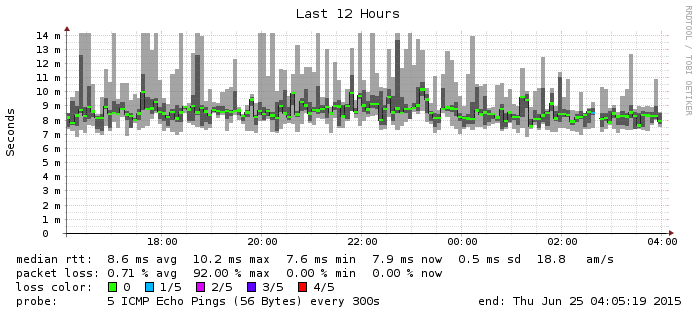 Last 12 Hours
RRDTOOL / TOBI OETIKER
Seconds
14 m
13 m
12 m
11 m
10 m
9 m
8 m
7 m
6 m
5 m
4 m
3 m
2 m
1 m
0
18:00 20:00 22:00 00:00 02:00 04:00
median rtt: 8.6 ms avg 10.2 ms max 7.6 ms min 7.9 ms now 0.5 ms sd 18.8 am/s
packet loss: 0.71 % avg 92.00 % max 0.00 % min 0.00 % now
loss color: 0 1/5 2/5 3/5 4/5
probe: 5 ICMP Echo Pings (56 Bytes) every 300s end: Thu Jun 25 04:05:19 2015